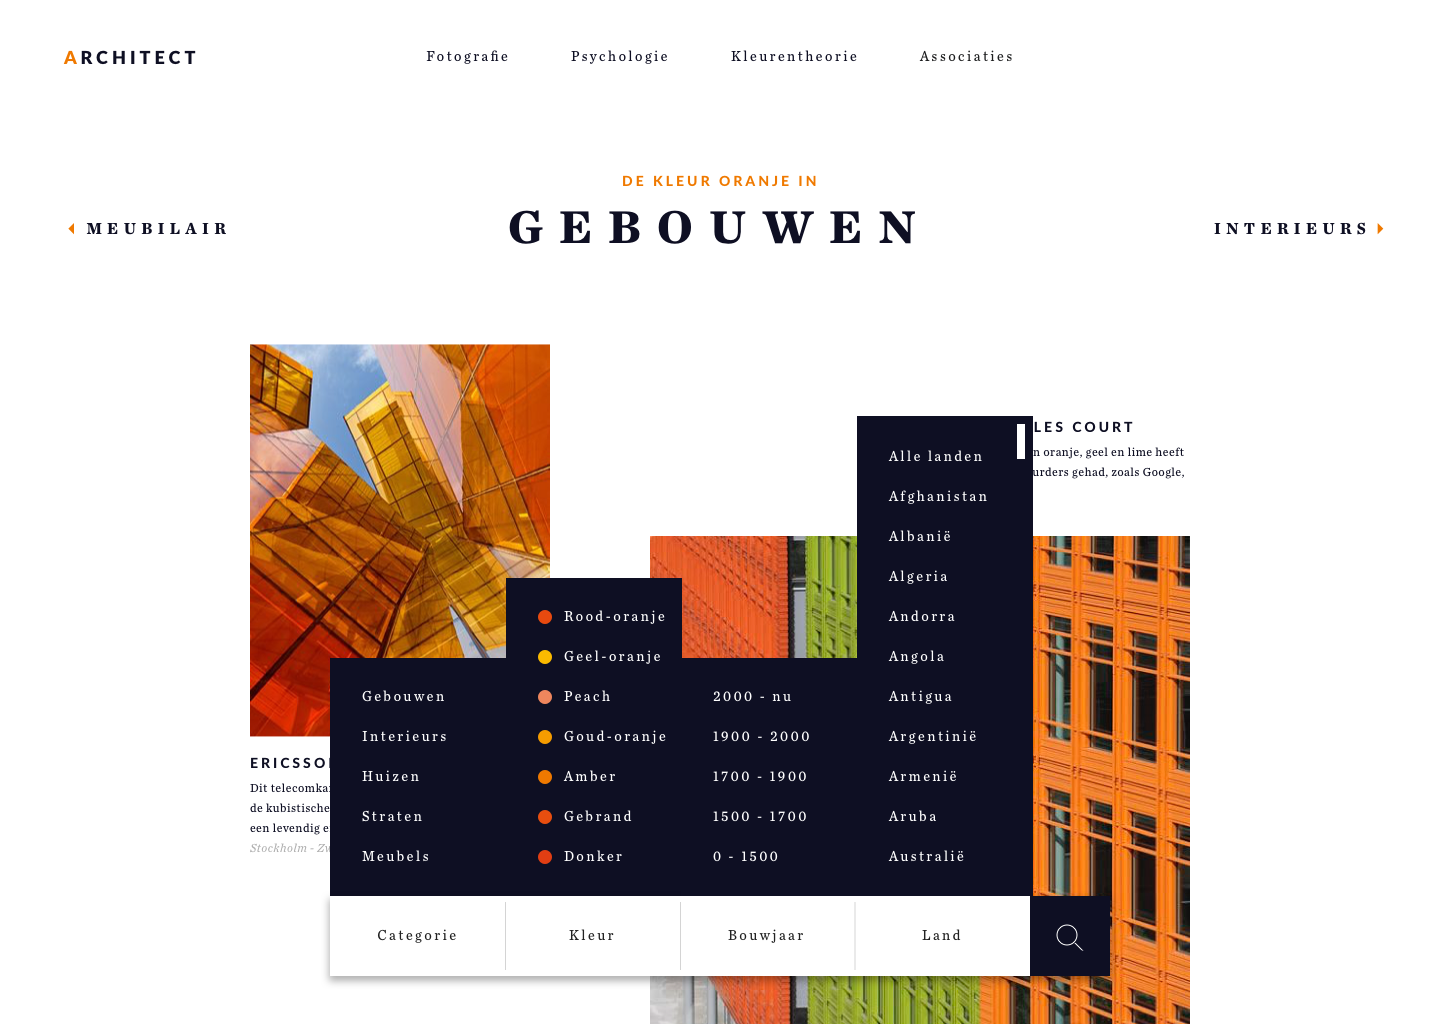 ARCHITECT
Fotografie
Psychologie
Kleurentheorie
Associaties
DE KLEUR ORANJE IN
GEBOUWEN
MEUBILAIR
INTERIEURS
LES COURT
oranje, geel en lime heeft
gehad, zoals Google,
Alle landen
Afghanistan
Albanië
Algeria
Andorra
Angola
Antigua
Argentinië
Armenië
Aruba
Australië
Rood-oranje
Geel-oranje
Peach
Goud-oranje
Amber
Gebrand
Donker
Gebouwen
Interieurs
Huizen
Straten
Meubels
2000 - nu
1900 - 2000
1700 - 1900
1500 - 1700
0 - 1500
ERICSSO
Dit
de kubistische
een levendig
Stockholm -
Categorie
Kleur
Bouwjaar
Land